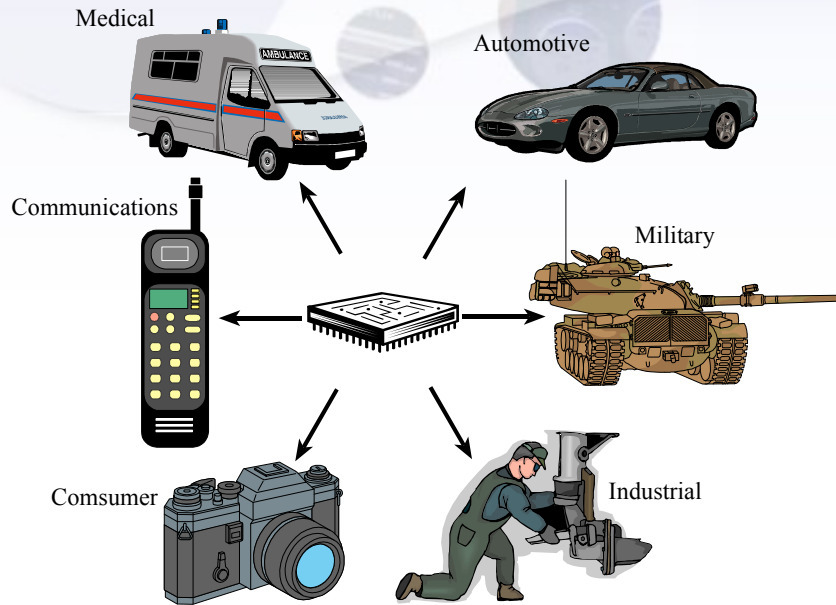 Medical
Automotive
AMBULANCE
Communications
Military
Comsumer
Industrial